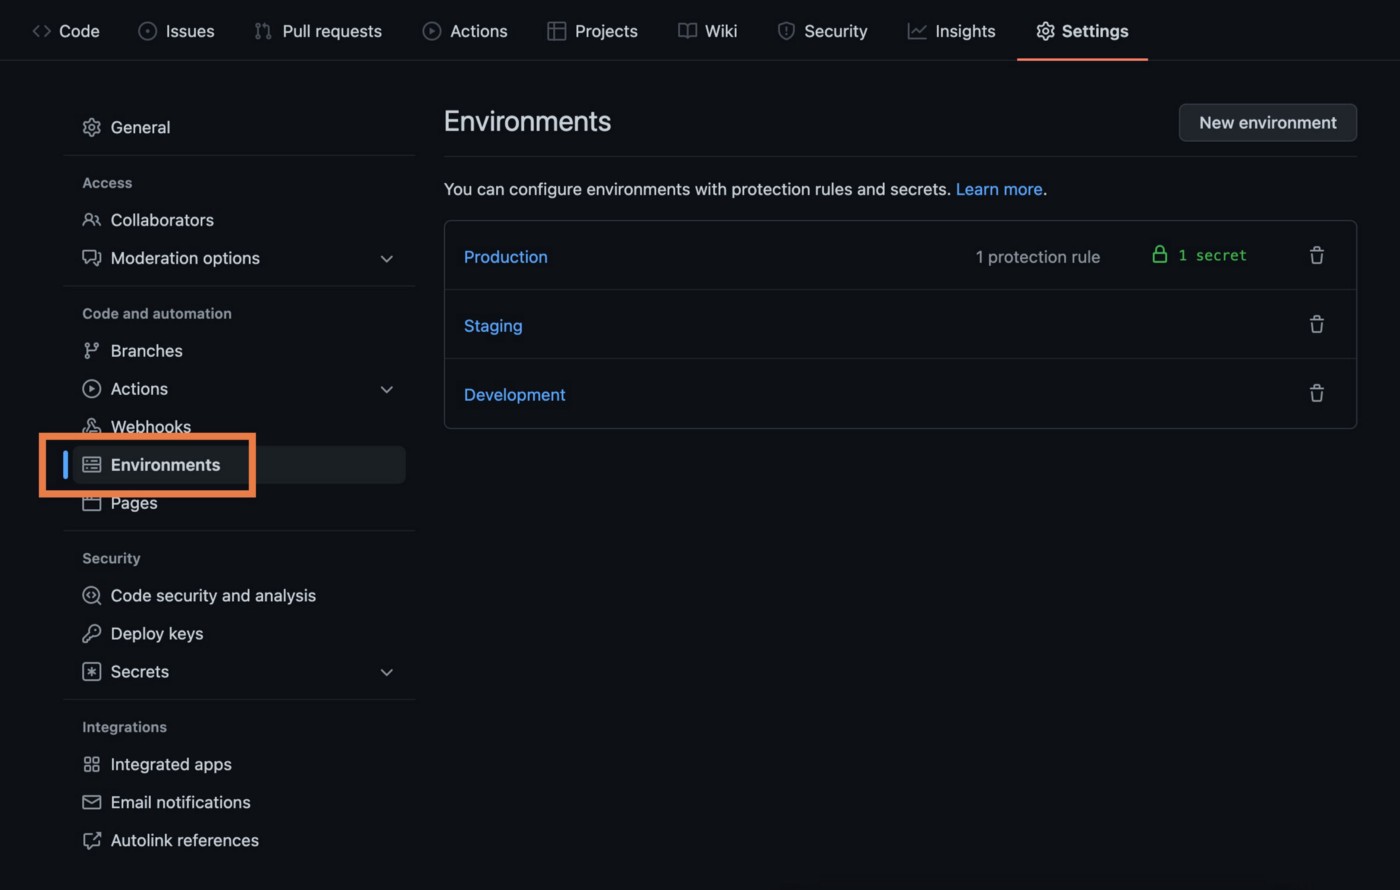 Code Issues Pull requests Actions Projects Wiki Security Insights Settings
General
Access
Collaborators
Moderation options
Code and automation
Branches
Actions
Webhooks
Environments
Pages
Security
Code security and analysis
Deploy keys
Secrets
Integrations
Integrated apps
Email notifications
Autolink references
Environments
New environment
You can configure environments with protection rules and secrets. Learn more.
Production 1 protection rule 1 secret
Staging
Development